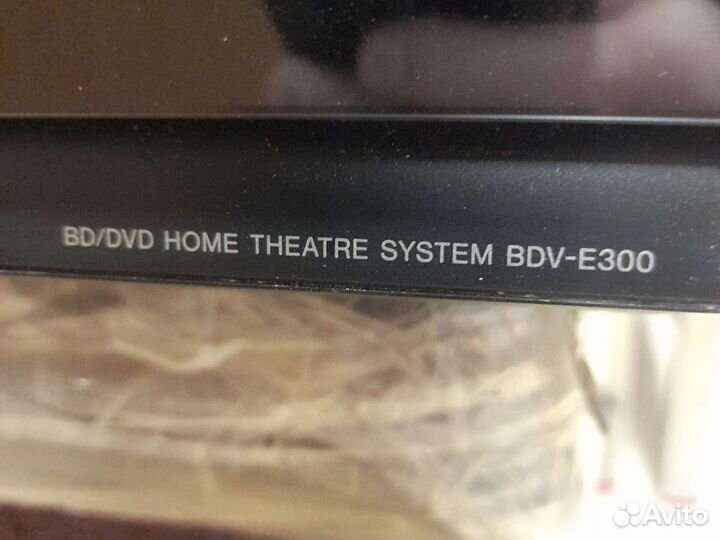 BD/DVD HOME THEATRE SYSTEM BDV-E300
Avito